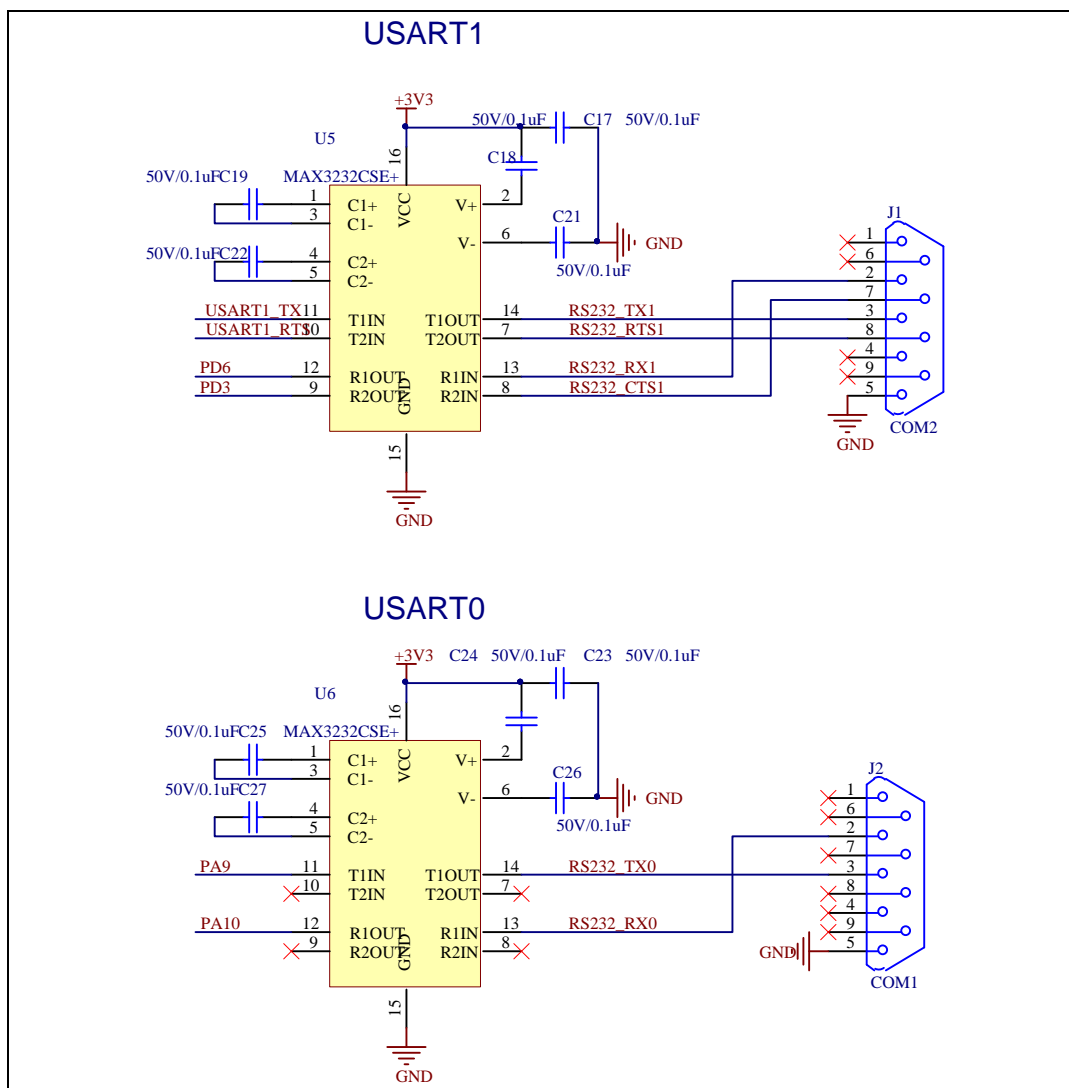 USART1
+3V3
50V/0.1uF C17 50V/0.1uF
U5
16
C18
50V/0.1uFC19 MAX3232CSE+
1 C1+ VCC V+ 2
3 C1-
C21
J1
V- 6 GND 1
50V/0.1uFC22 6
4 C2+ 50V/0.1uF 2
5 C2- 7
USART1_TX 11 T1IN T1OUT 14 RS232_TX1 3
USART1_RTS 10 T2IN T2OUT 7 RS232_RTS1 8
4
PD6 12 R1OUT R1IN 13 RS232_RX1 9
PD3 9 R2OUT GND R2IN 8 RS232_CTS1 5
COM2
GND
15
GND
USART0
+3V3 C24 50V/0.1uF C23 50V/0.1uF
U6
16
50V/0.1uFC25 MAX3232CSE+
1 C1+ VCC V+ 2
3 C1-
C26
J2
V- 6 GND 1
50V/0.1uFC27 6
4 C2+ 50V/0.1uF 2
5 C2- 7
PA9 11 T1IN T1OUT 14 RS232_TX0 3
10 T2IN T2OUT 7 8
4
PA10 12 R1OUT R1IN 13 RS232_RX0 9
9 R2OUT GND R2IN 8 GND 5
COM1
15
GND